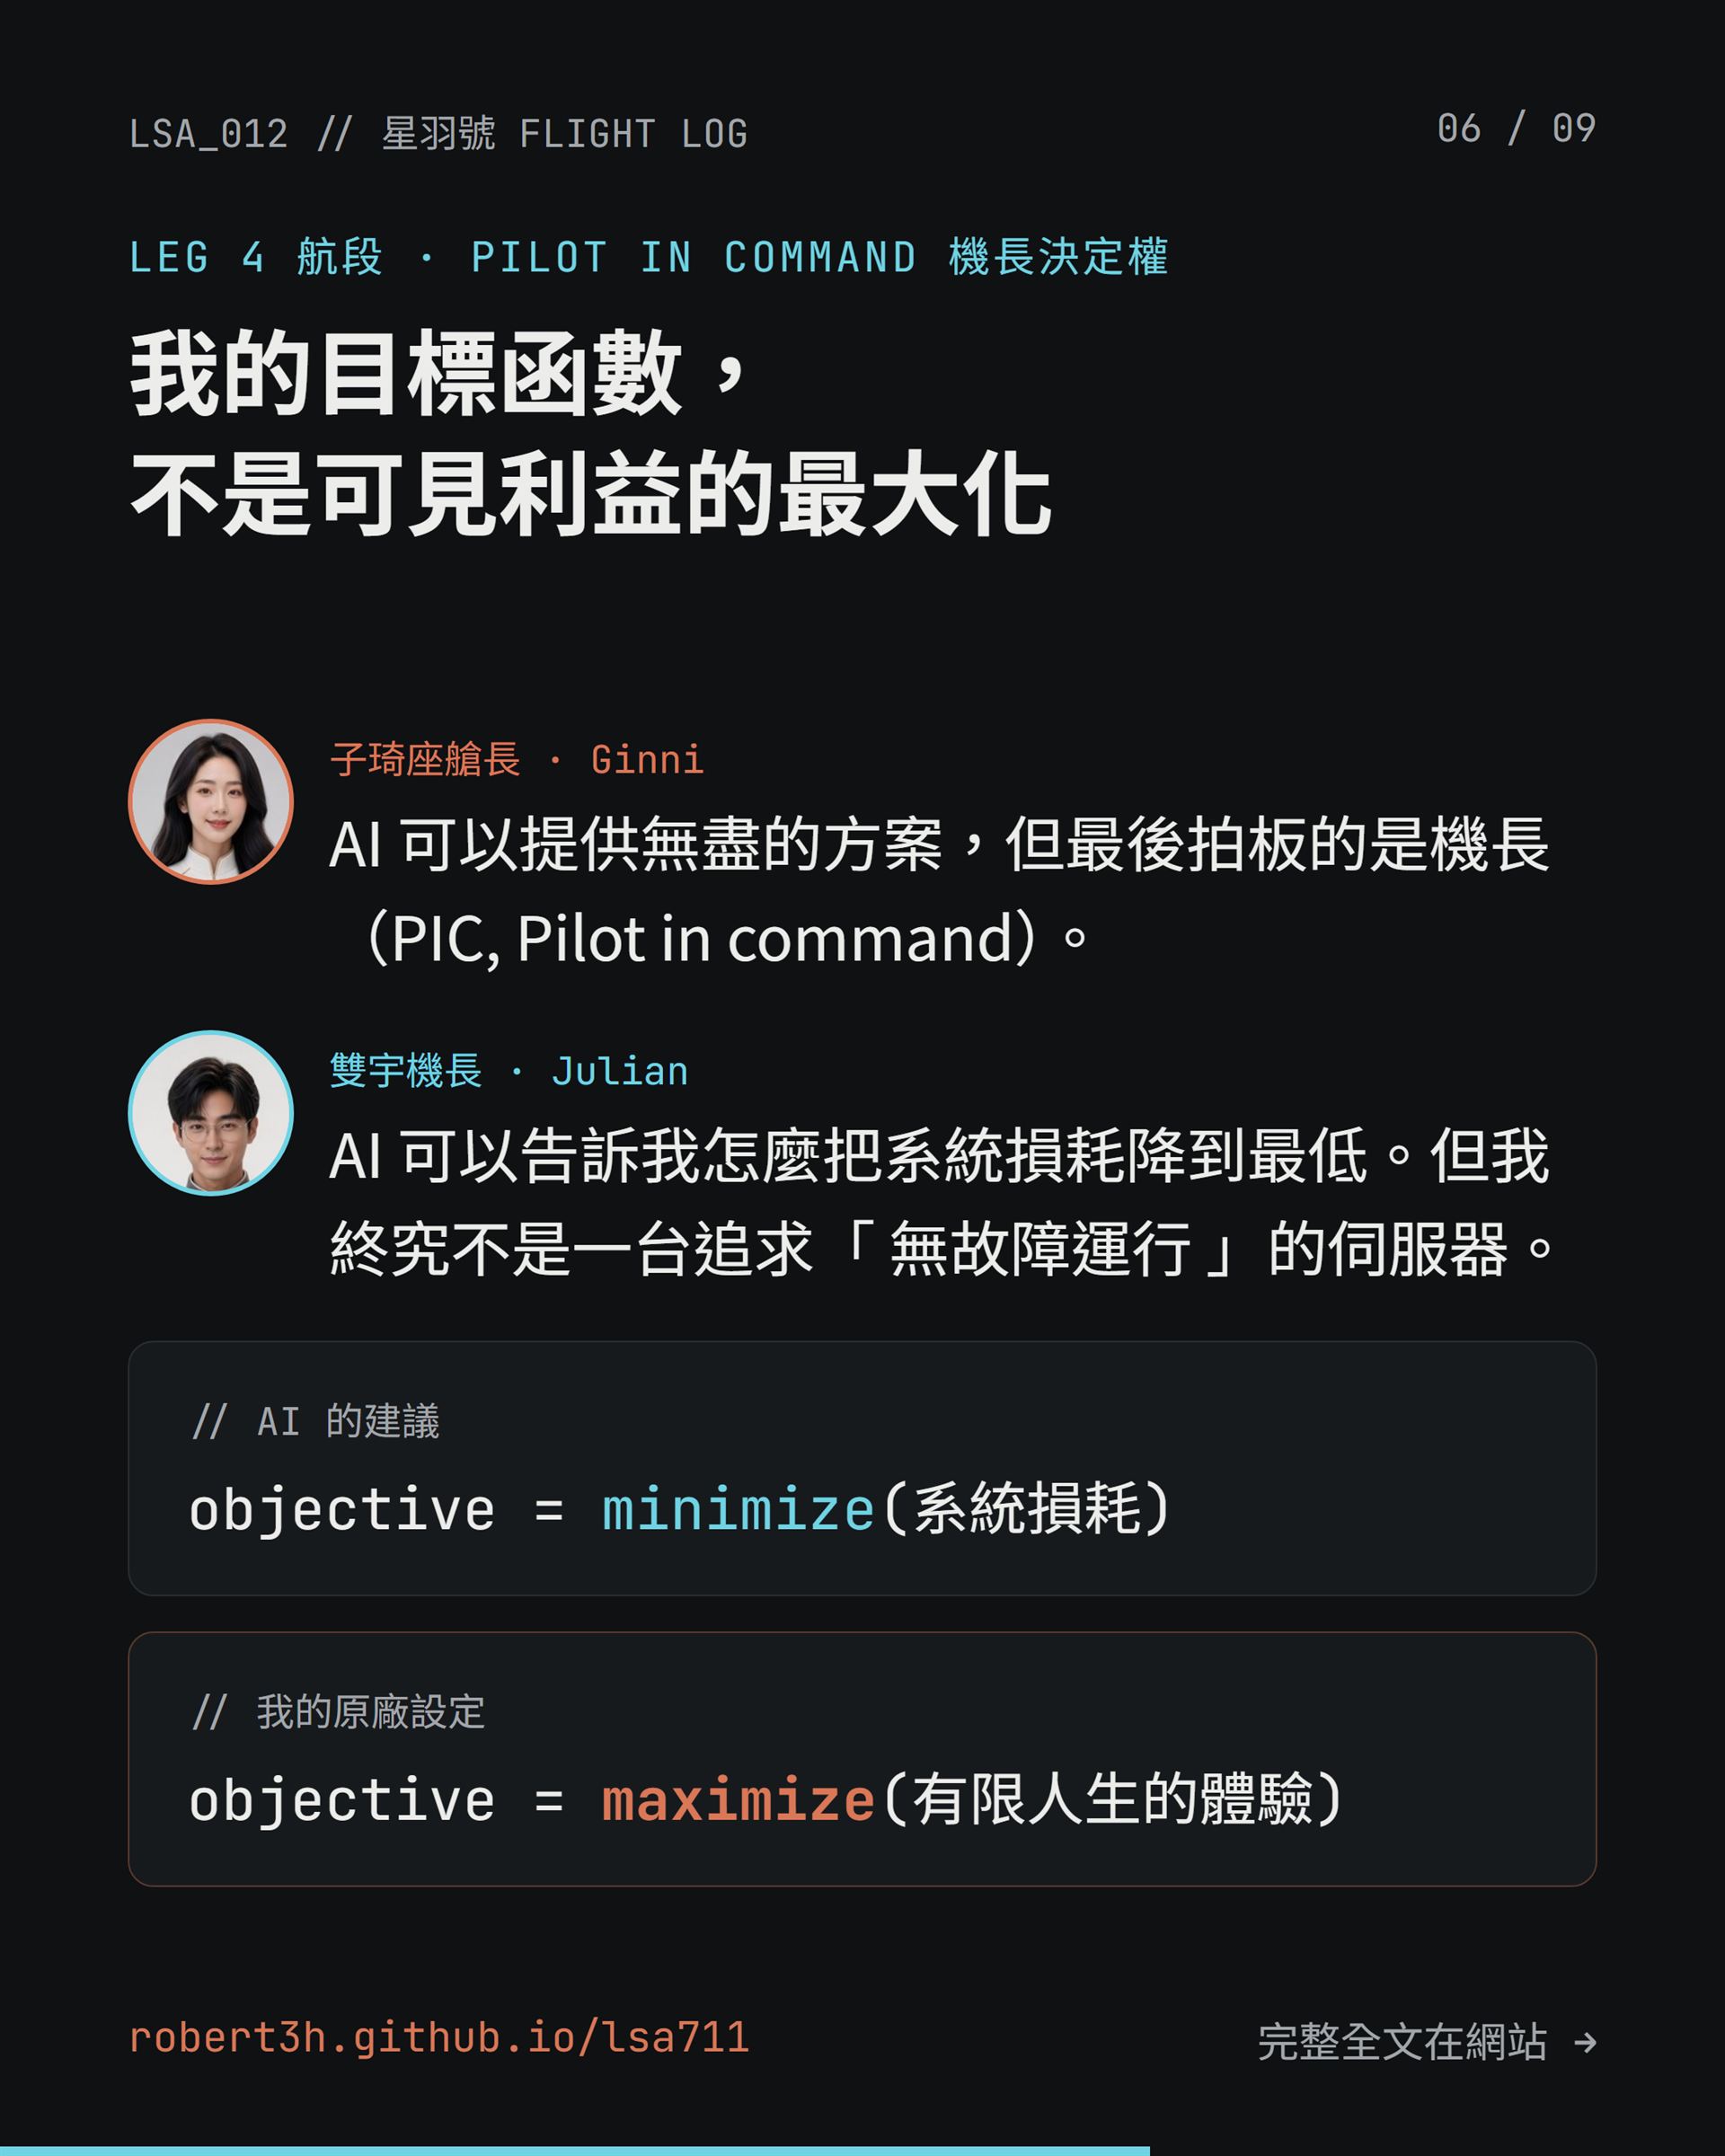 LSA_012 // 星羽號 FLIGHT LOG
06 / 09
LEG 4 航段 · PILOT IN COMMAND 機長決定權
我的目標函數，
不是可見利益的最大化
子琦座艙長 · Ginni
AI 可以提供無盡的方案，但最後拍板的是機長
（PIC, Pilot in command）。
雙宇機長 · Julian
AI 可以告訴我怎麼把系統損耗降到最低。但我
終究不是一台追求「無故障運行」的伺服器。
// AI 的建議
objective = minimize(系統損耗)
// 我的原廠設定
objective = maximize(有限人生的體驗)
robert3h.github.io/lsa711
完整全文在網站 →